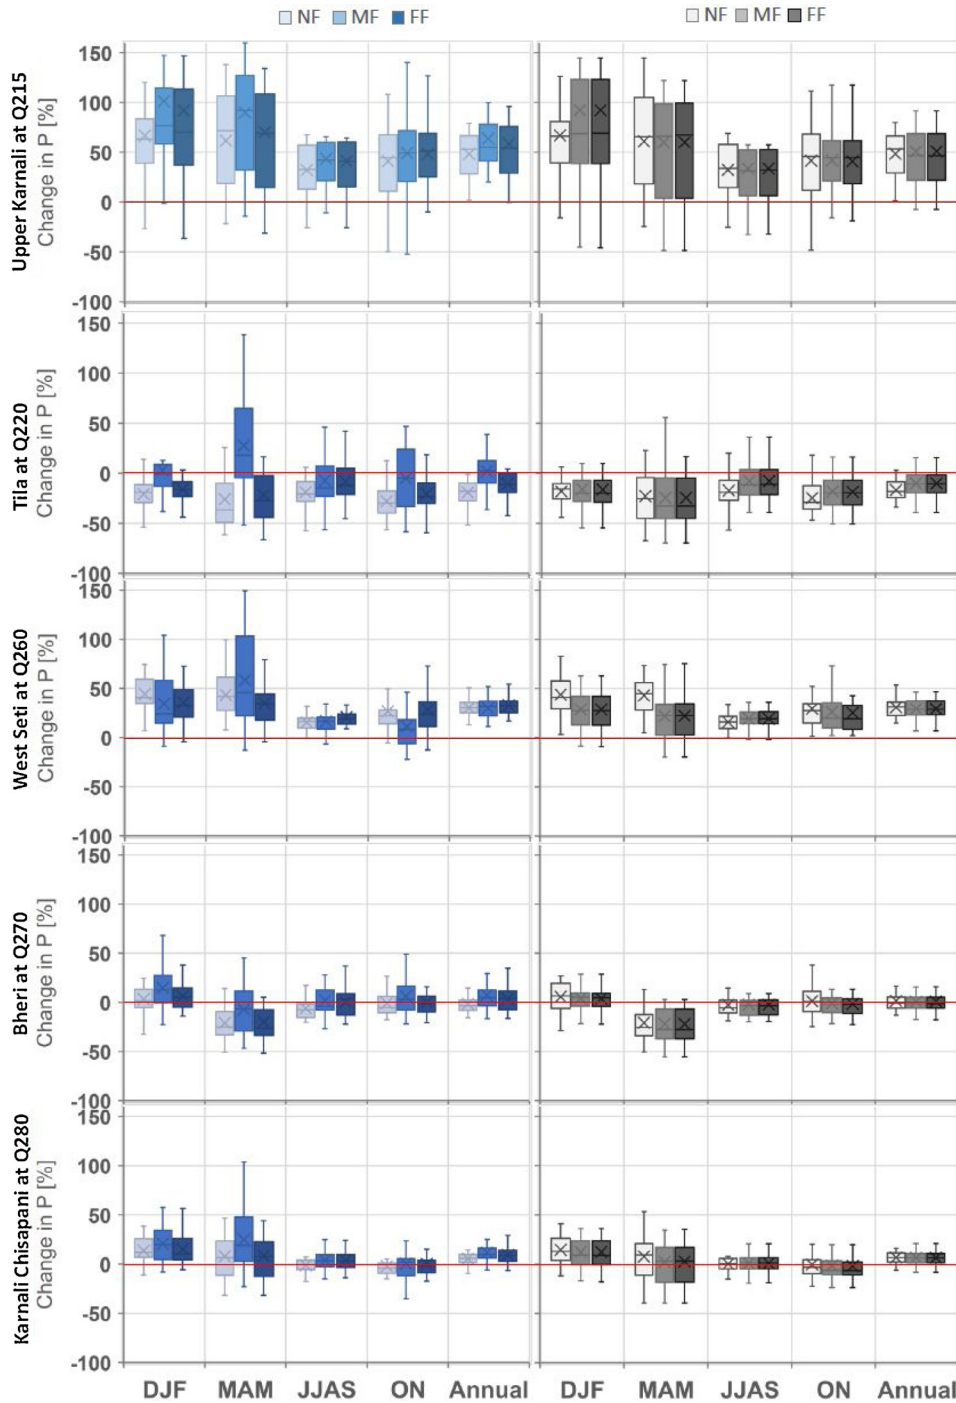 NF MF FF NF MF FF
Upper Karnali at Q215
Change in P [%]
150
100
50
0
-50
-100
Tila at Q220
Change in P [%]
150
100
50
0
-50
-100
West Seti at Q260
Change in P [%]
150
100
50
0
-50
-100
Bheri at Q270
Change in P [%]
150
100
50
0
-50
-100
Karnali Chisapani at Q280
Change in P [%]
150
100
50
0
-50
-100
DJF MAM JJAS ON Annual DJF MAM JJAS ON Annual